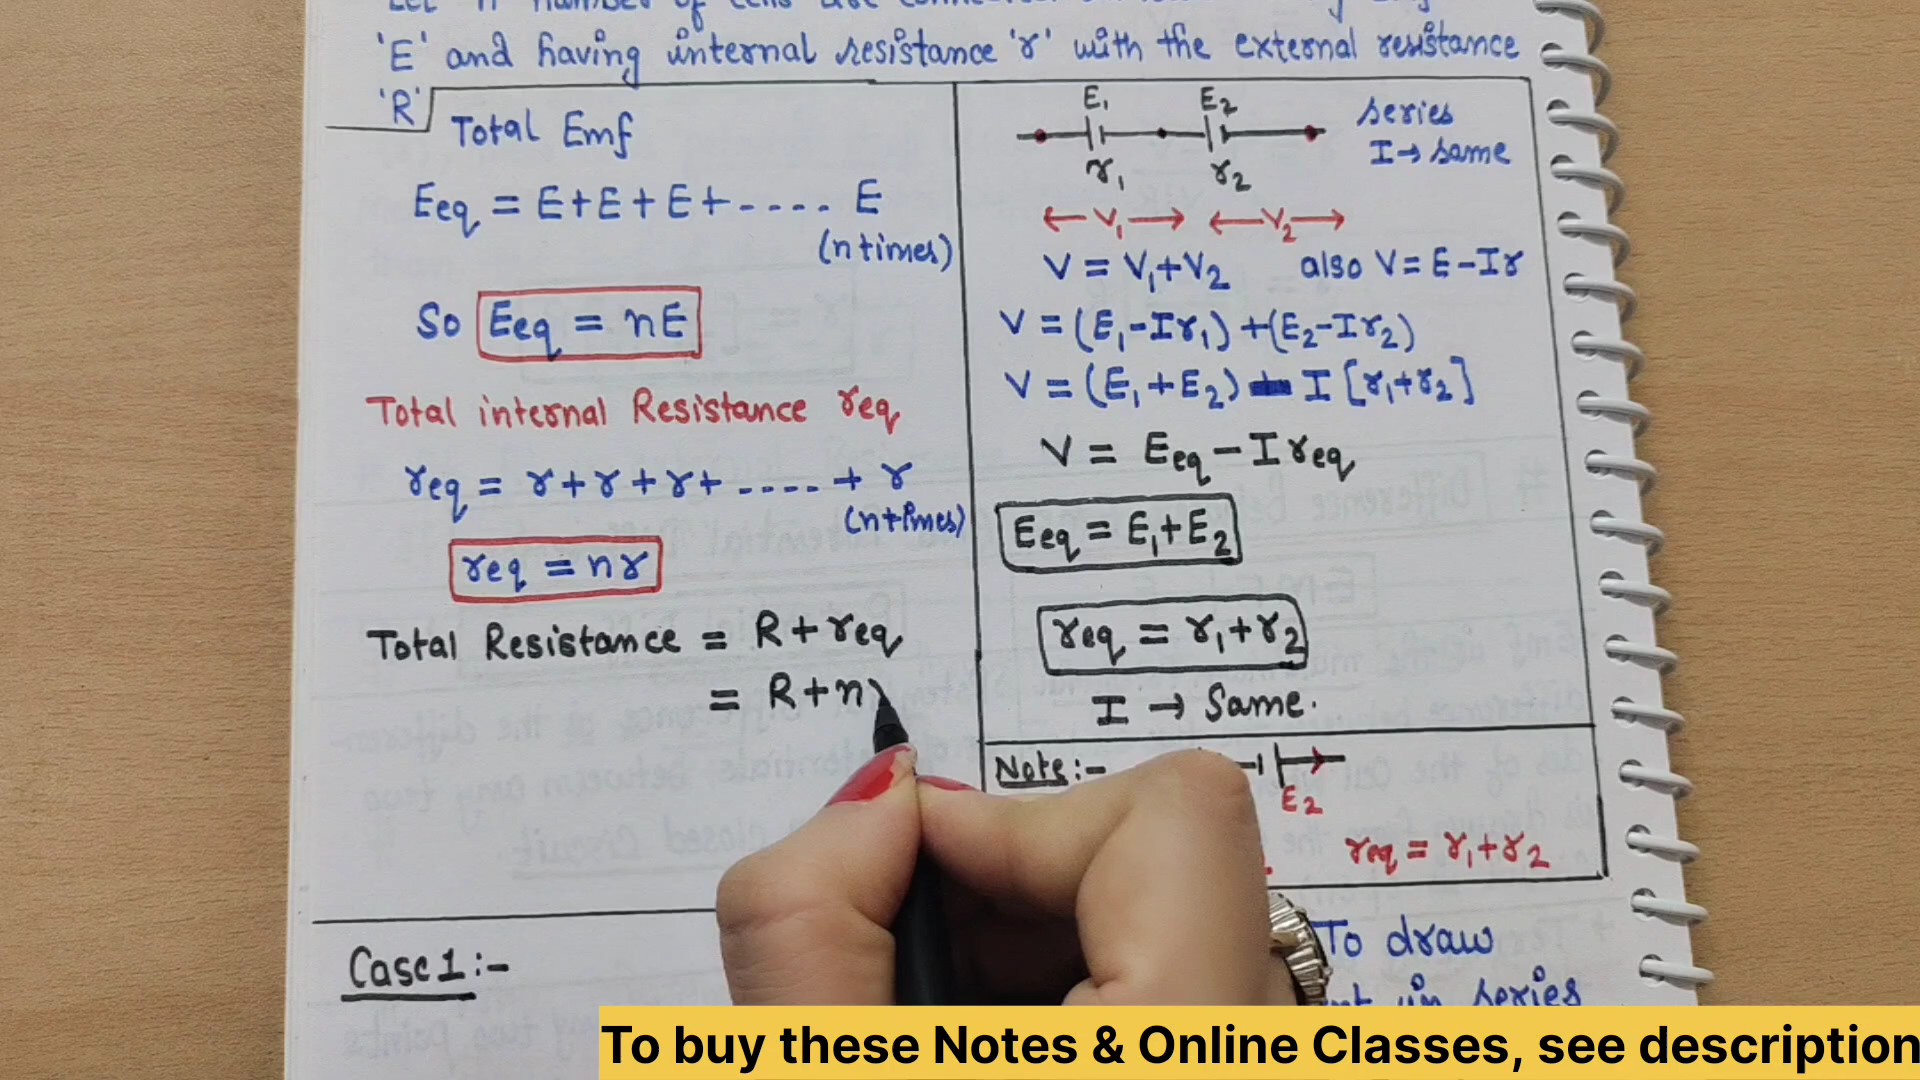 'E' and having internal resistance 'r' with the external resistance
'R'
Total Emf
Eeq = E+E+E+----. E
(n times)
So Eeq = nE
Total internal Resistance req
req = r+r+r+ ....+ r
(n times)
req = nr
Total Resistance = R+req
= R+n
Case 1:-
E1 E2
r1 r2
series
I→ same
V1 V2
V = V1+V2 also V= E-Ir
V = (E1-Ir1) +(E2-Ir2)
V = (E1+E2) - I [r1+r2]
V = Eeq - I req
Eeq = E1+E2
req = r1+r2
I → Same.
Note:-
E2
req = r1+r2
To draw
in series
To buy these Notes & Online Classes, see description